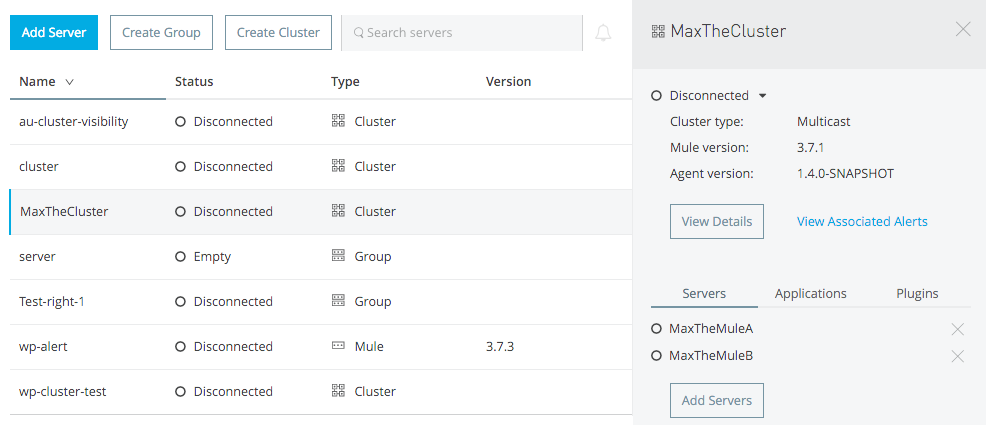 Add Server Create Group Create Cluster Search servers
Name Status Type Version
au-cluster-visibility Disconnected Cluster
cluster Disconnected Cluster
MaxTheCluster Disconnected Cluster
server Empty Group
Test-right-1 Disconnected Group
wp-alert Disconnected Mule 3.7.3
wp-cluster-test Disconnected Cluster
MaxTheCluster
Disconnected
Cluster type: Multicast
Mule version: 3.7.1
Agent version: 1.4.0-SNAPSHOT
View Details View Associated Alerts
Servers Applications Plugins
MaxTheMuleA
MaxTheMuleB
Add Servers